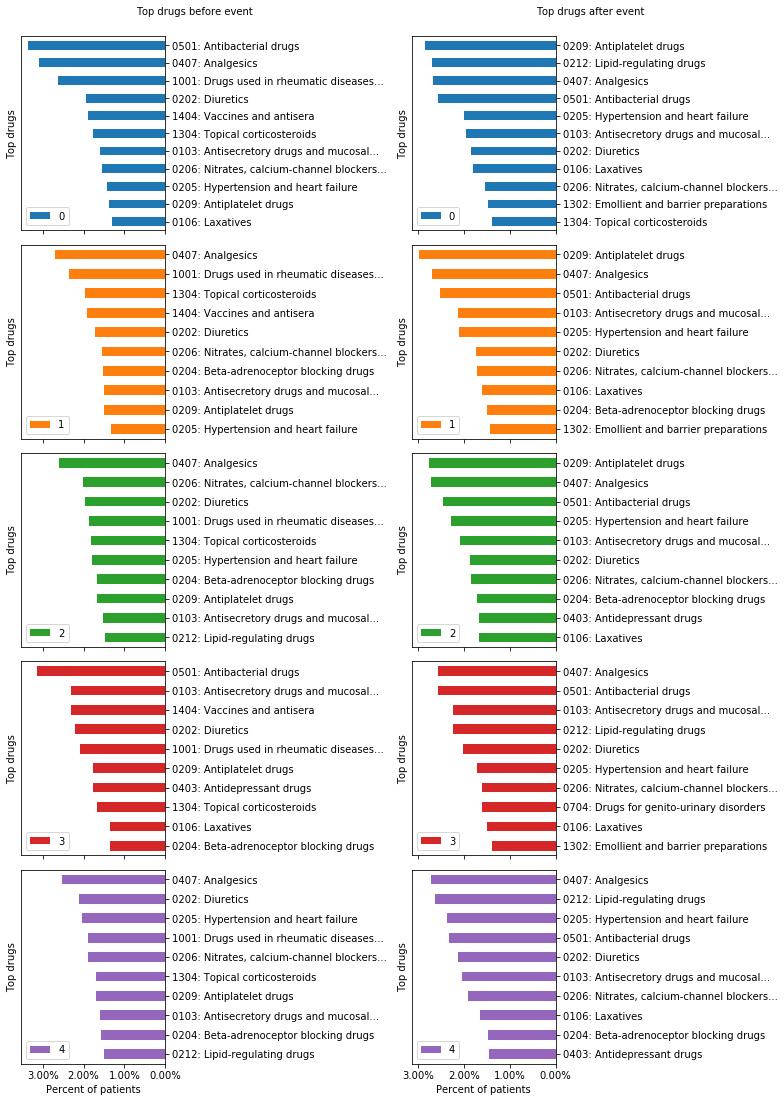 Top drugs before event
Top drugs
0501: Antibacterial drugs
0407: Analgesics
1001: Drugs used in rheumatic diseases...
0202: Diuretics
1404: Vaccines and antisera
1304: Topical corticosteroids
0103: Antisecretory drugs and mucosal...
0206: Nitrates, calcium-channel blockers...
0205: Hypertension and heart failure
0209: Antiplatelet drugs
0106: Laxatives
0
Top drugs
0407: Analgesics
1001: Drugs used in rheumatic diseases...
1304: Topical corticosteroids
1404: Vaccines and antisera
0202: Diuretics
0206: Nitrates, calcium-channel blockers...
0204: Beta-adrenoceptor blocking drugs
0103: Antisecretory drugs and mucosal...
0209: Antiplatelet drugs
0205: Hypertension and heart failure
1
Top drugs
0407: Analgesics
0206: Nitrates, calcium-channel blockers...
0202: Diuretics
1001: Drugs used in rheumatic diseases...
1304: Topical corticosteroids
0205: Hypertension and heart failure
0204: Beta-adrenoceptor blocking drugs
0209: Antiplatelet drugs
0103: Antisecretory drugs and mucosal...
0212: Lipid-regulating drugs
2
Top drugs
0501: Antibacterial drugs
0103: Antisecretory drugs and mucosal...
1404: Vaccines and antisera
0202: Diuretics
1001: Drugs used in rheumatic diseases...
0209: Antiplatelet drugs
0403: Antidepressant drugs
1304: Topical corticosteroids
0106: Laxatives
0204: Beta-adrenoceptor blocking drugs
3
Top drugs
0407: Analgesics
0202: Diuretics
0205: Hypertension and heart failure
1001: Drugs used in rheumatic diseases...
0206: Nitrates, calcium-channel blockers...
1304: Topical corticosteroids
0209: Antiplatelet drugs
0103: Antisecretory drugs and mucosal...
0204: Beta-adrenoceptor blocking drugs
0212: Lipid-regulating drugs
4
3.00% 2.00% 1.00% 0.00%
Percent of patients
Top drugs after event
Top drugs
0209: Antiplatelet drugs
0212: Lipid-regulating drugs
0407: Analgesics
0501: Antibacterial drugs
0205: Hypertension and heart failure
0103: Antisecretory drugs and mucosal...
0202: Diuretics
0106: Laxatives
0206: Nitrates, calcium-channel blockers...
1302: Emollient and barrier preparations
1304: Topical corticosteroids
0
Top drugs
0209: Antiplatelet drugs
0407: Analgesics
0501: Antibacterial drugs
0103: Antisecretory drugs and mucosal...
0205: Hypertension and heart failure
0202: Diuretics
0206: Nitrates, calcium-channel blockers...
0106: Laxatives
0204: Beta-adrenoceptor blocking drugs
1302: Emollient and barrier preparations
1
Top drugs
0209: Antiplatelet drugs
0407: Analgesics
0501: Antibacterial drugs
0205: Hypertension and heart failure
0103: Antisecretory drugs and mucosal...
0202: Diuretics
0206: Nitrates, calcium-channel blockers...
0204: Beta-adrenoceptor blocking drugs
0403: Antidepressant drugs
0106: Laxatives
2
Top drugs
0407: Analgesics
0501: Antibacterial drugs
0103: Antisecretory drugs and mucosal...
0212: Lipid-regulating drugs
0202: Diuretics
0205: Hypertension and heart failure
0206: Nitrates, calcium-channel blockers...
0704: Drugs for genito-urinary disorders
0106: Laxatives
1302: Emollient and barrier preparations
3
Top drugs
0407: Analgesics
0212: Lipid-regulating drugs
0205: Hypertension and heart failure
0501: Antibacterial drugs
0202: Diuretics
0103: Antisecretory drugs and mucosal...
0206: Nitrates, calcium-channel blockers...
0106: Laxatives
0204: Beta-adrenoceptor blocking drugs
0403: Antidepressant drugs
4
3.00% 2.00% 1.00% 0.00%
Percent of patients